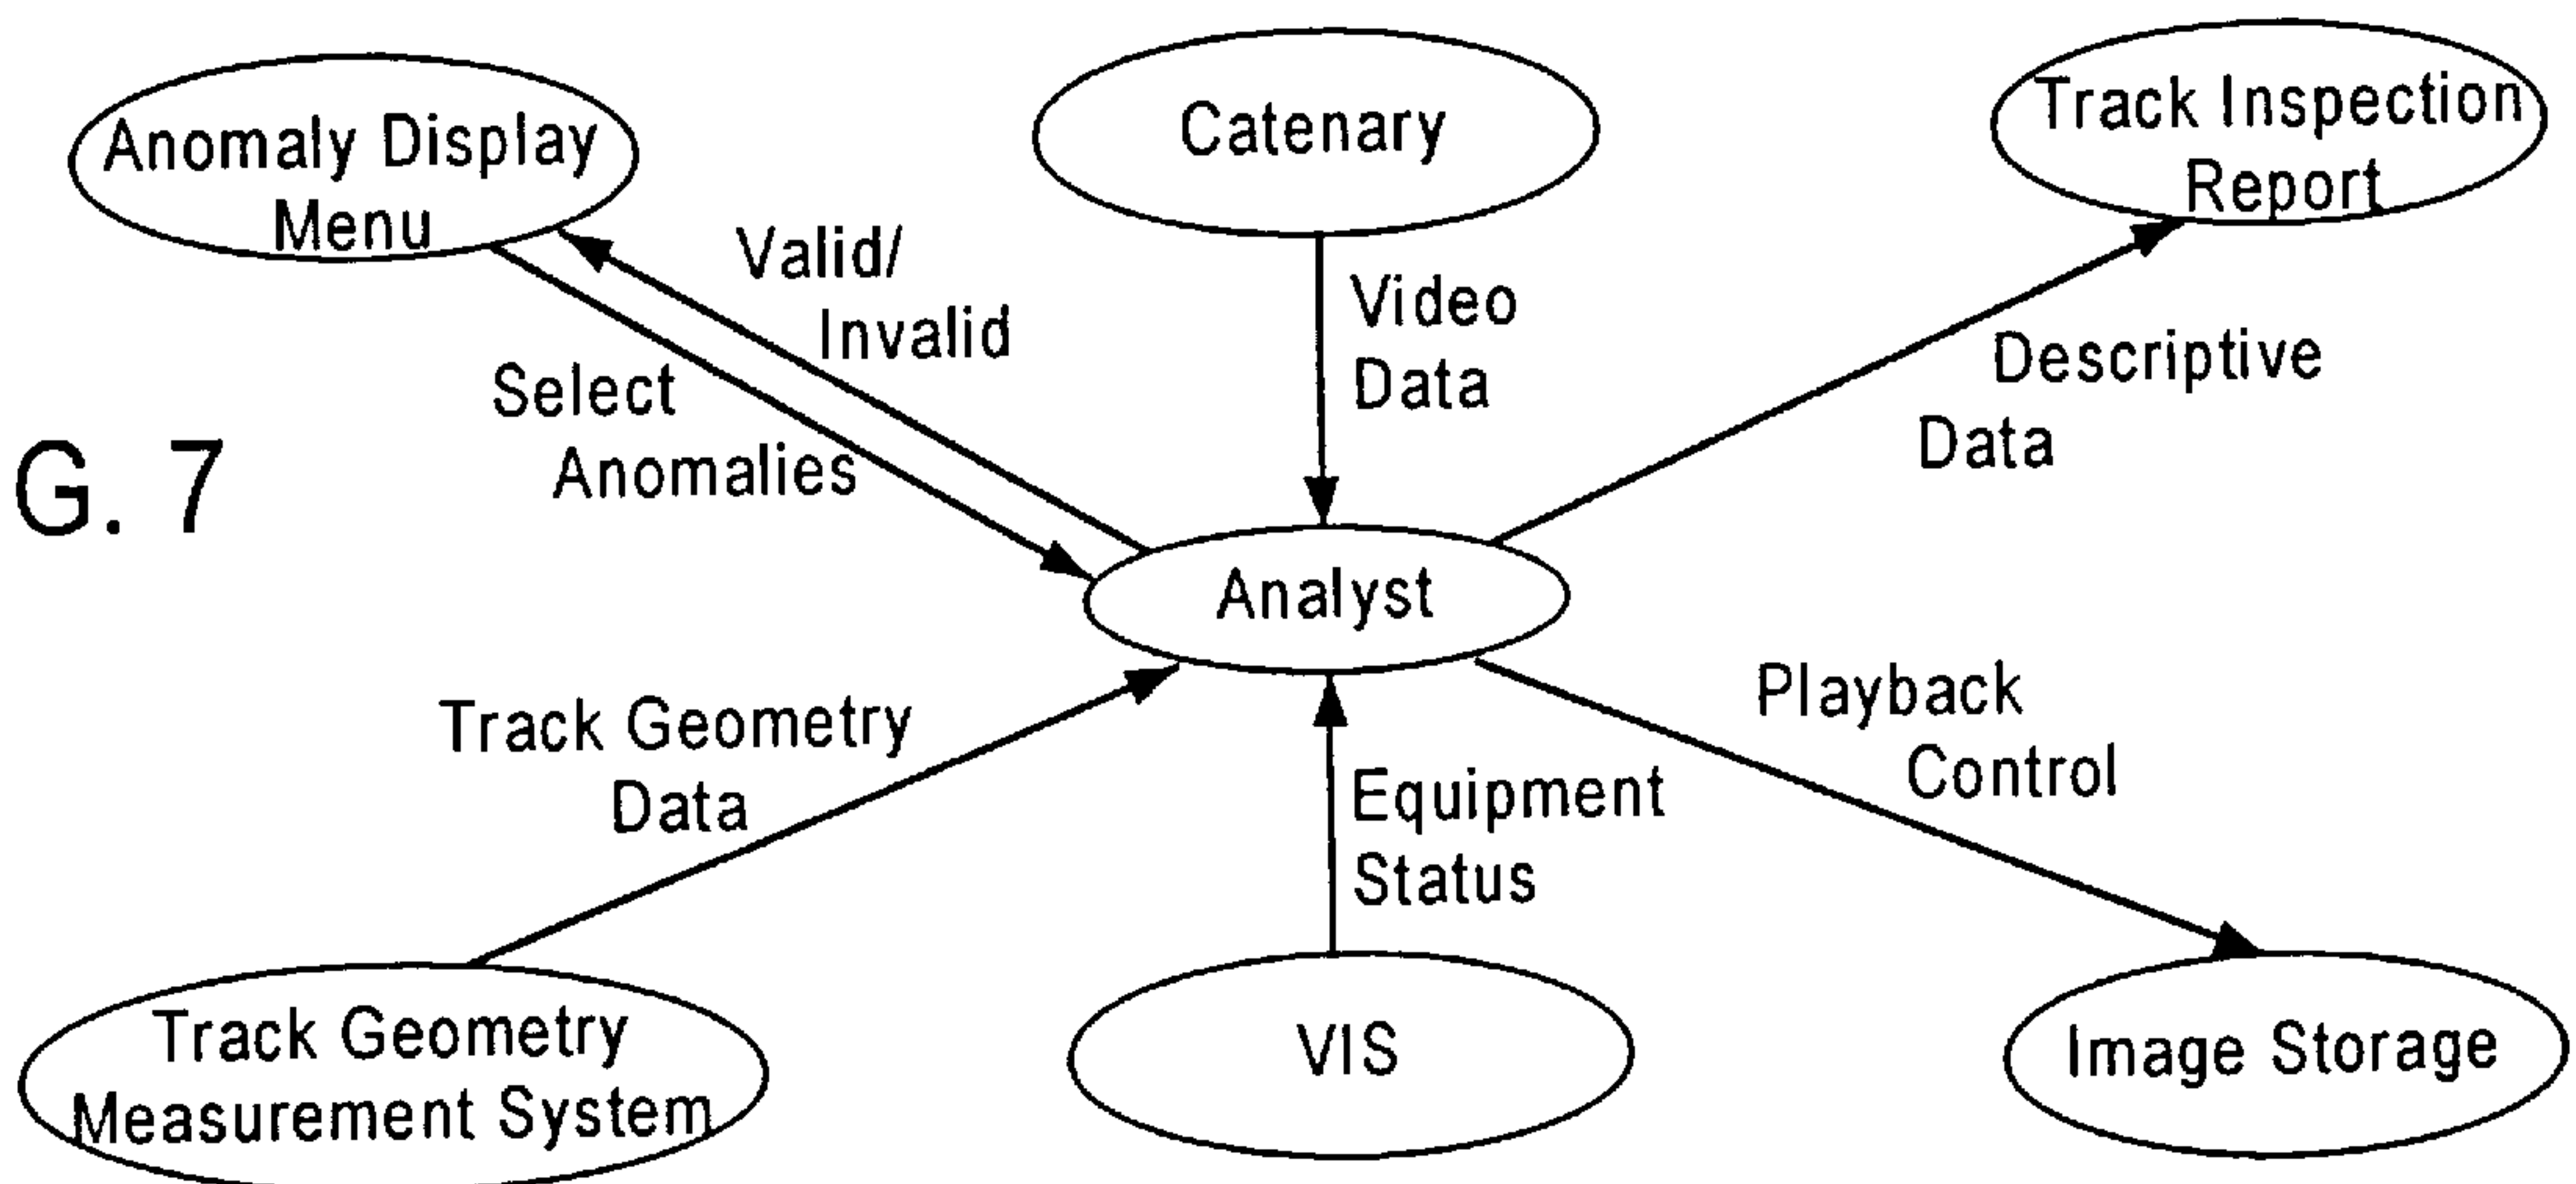 Anomaly Display
Menu
Catenary
Track Inspection
Report
Valid/
Invalid
Video
Data
Select
Anomalies
Descriptive
Data
G. 7
Analyst
Track Geometry
Data
Equipment
Status
Playback
Control
Track Geometry
Measurement System
VIS
Image Storage